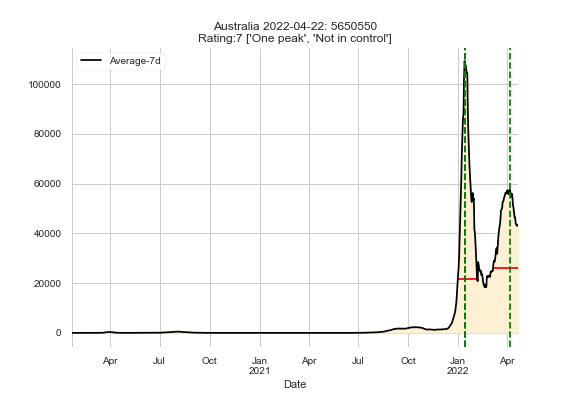 Australia 2022-04-22: 5650550
Rating:7 ['One peak', 'Not in control']
Average-7d
100000
80000
60000
40000
20000
0
Apr Jul Oct Jan Apr Jul Oct Jan Apr
2021 2022
Date